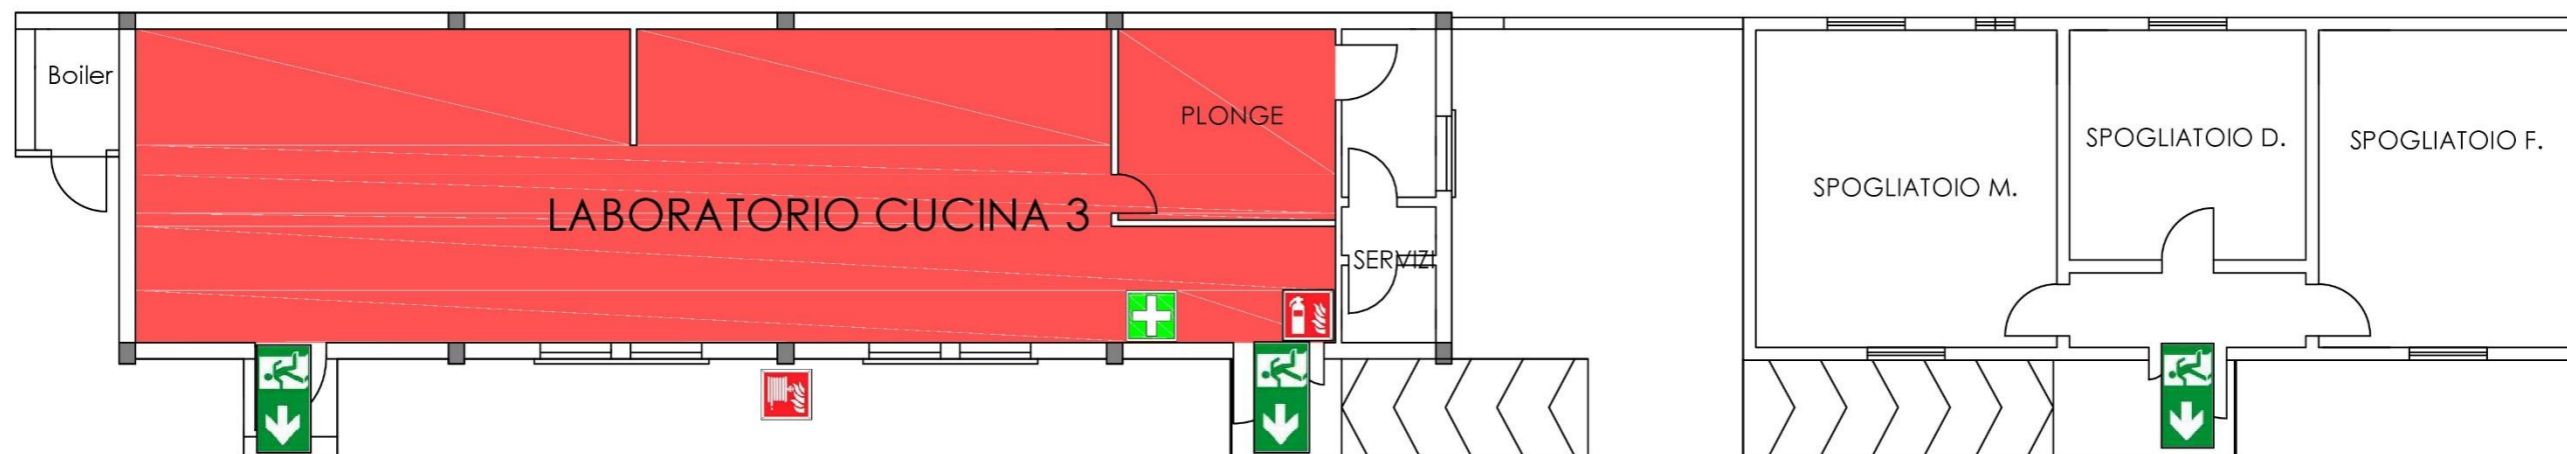 Boiler
PLONGE
LABORATORIO CUCINA 3
SERVIZI
SPOGLIATOIO M.
SPOGLIATOIO D.
SPOGLIATOIO F.